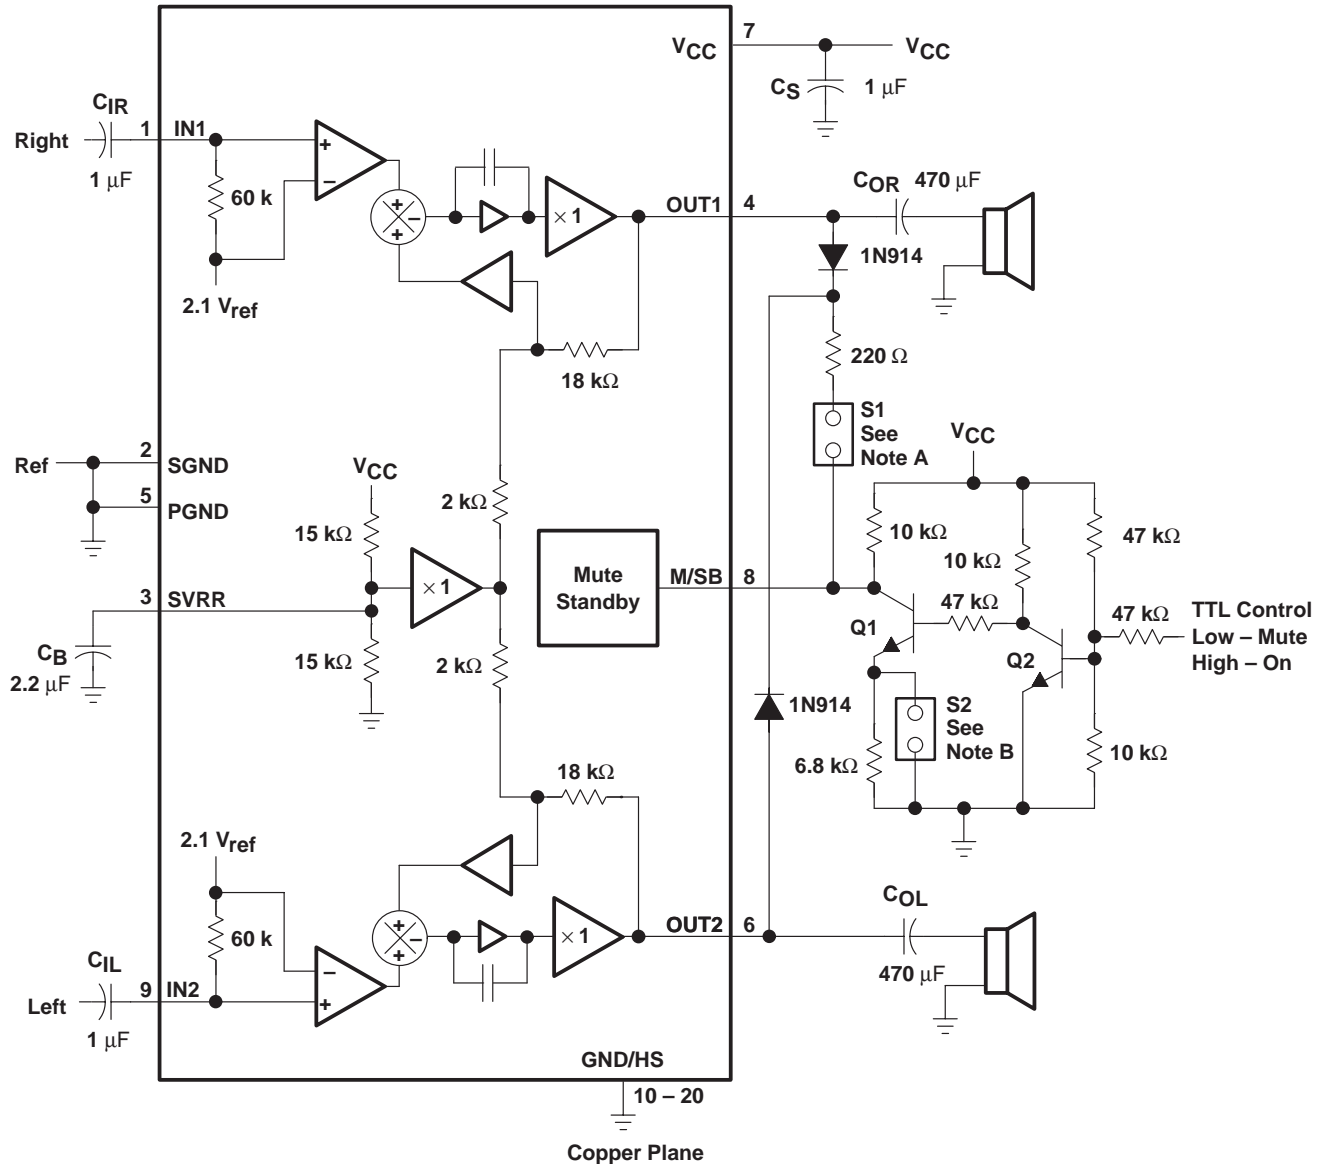 VCC 7 VCC
CS 1 μF
CIR
Right 1 IN1
1 μF
60 k
2.1 Vref
+
−
+
−
+
× 1
OUT1 4
COR 470 μF
1N914
18 kΩ
220 Ω
S1
See
Note A
Ref 2 SGND
5 PGND
VCC
15 kΩ
2 kΩ
× 1
3 SVRR
CB
2.2 μF
15 kΩ
2 kΩ
Mute
Standby
M/SB 8
VCC
10 kΩ
10 kΩ
47 kΩ
47 kΩ
47 kΩ
TTL Control
Low – Mute
High – On
Q1
Q2
1N914
S2
See
Note B
6.8 kΩ
10 kΩ
18 kΩ
2.1 Vref
60 k
+
−
+
× 1
OUT2 6
COL
470 μF
−
+
CIL
Left 9 IN2
1 μF
GND/HS
10 – 20
Copper Plane